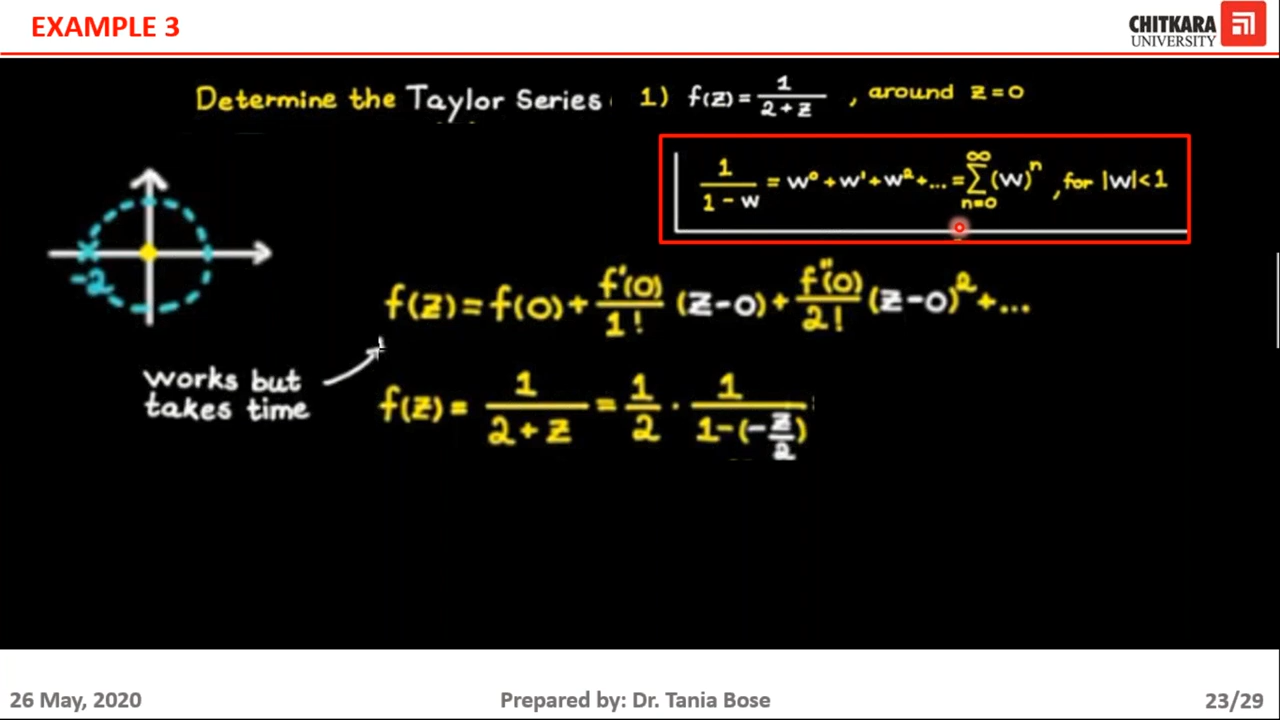 EXAMPLE 3
CHITKARA
UNIVERSITY
Determine the Taylor Series 1) f(z) = 1/(2+z) , around z=0
1/(1-w) = w⁰+w¹+w²+... = ∑_{n=0}^{∞} (w)ⁿ , for |w|<1
-2
f(z) = f(0) + f'(0)/1! (z-0) + f''(0)/2! (z-0)² + ...
works but
takes time
f(z) = 1/(2+z) = 1/2 · 1/(1-(-z/2))
26 May, 2020
Prepared by: Dr. Tania Bose
23/29